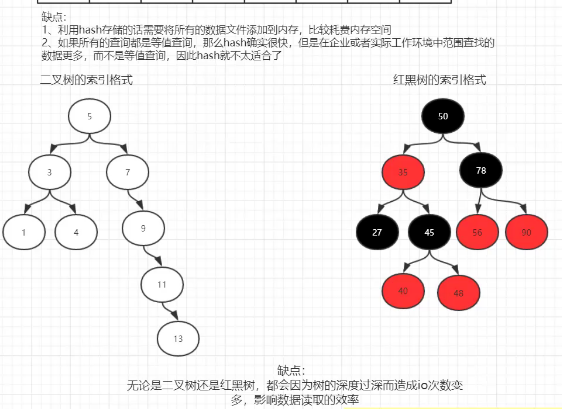 缺点:
1、利用hash存储的话需要将所有的数据文件添加到内存，比较耗费内存空间
2、如果所有的查询都是等值查询，那么hash确实很快，但是在企业或者实际工作环境中范围查找的
数据更多，而不是等值查询，因此hash就不太适合了
二叉树的索引格式
红黑树的索引格式
5
50
3
7
35
78
1
4
9
27
45
56
90
11
40
48
13
缺点:
无论是二叉树还是红黑树，都会因为树的深度过深而造成io次数变
多，影响数据读取的效率